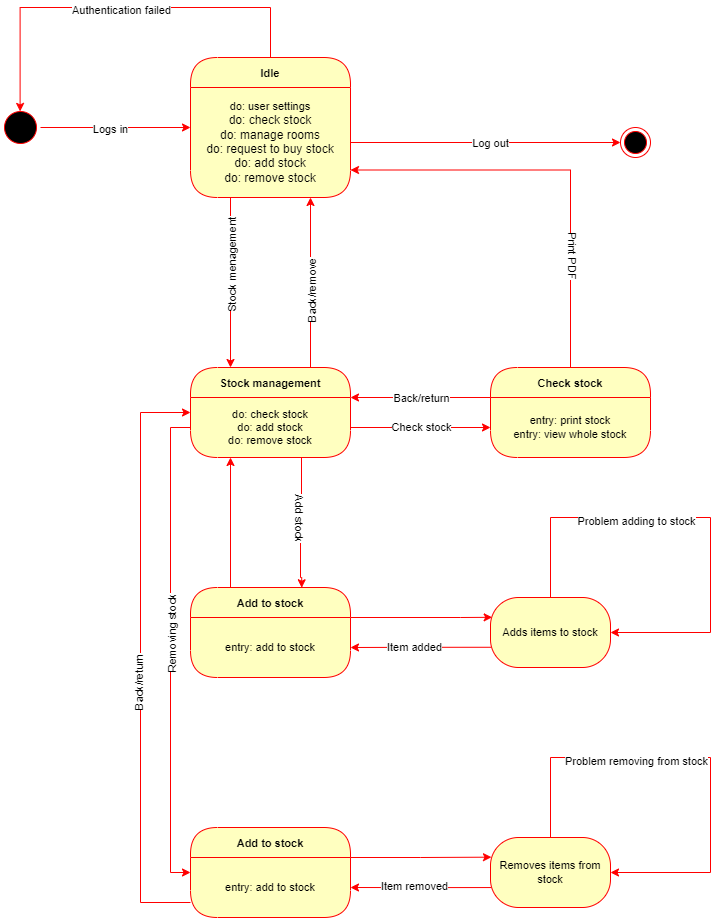 Authentication failed
Idle
do: user settings
do: check stock
do: manage rooms
do: request to buy stock
do: add stock
do: remove stock
Logs in
Log out
Stock menagement
Back/remove
Print PDF
Stock management
do: check stock
do: add stock
do: remove stock
Back/return
Check stock
Check stock
entry: print stock
entry: view whole stock
Add stock
Problem adding to stock
Add to stock
entry: add to stock
Item added
Adds items to stock
Removing stock
Back/return
Problem removing from stock
Add to stock
entry: add to stock
Item removed
Removes items from
stock